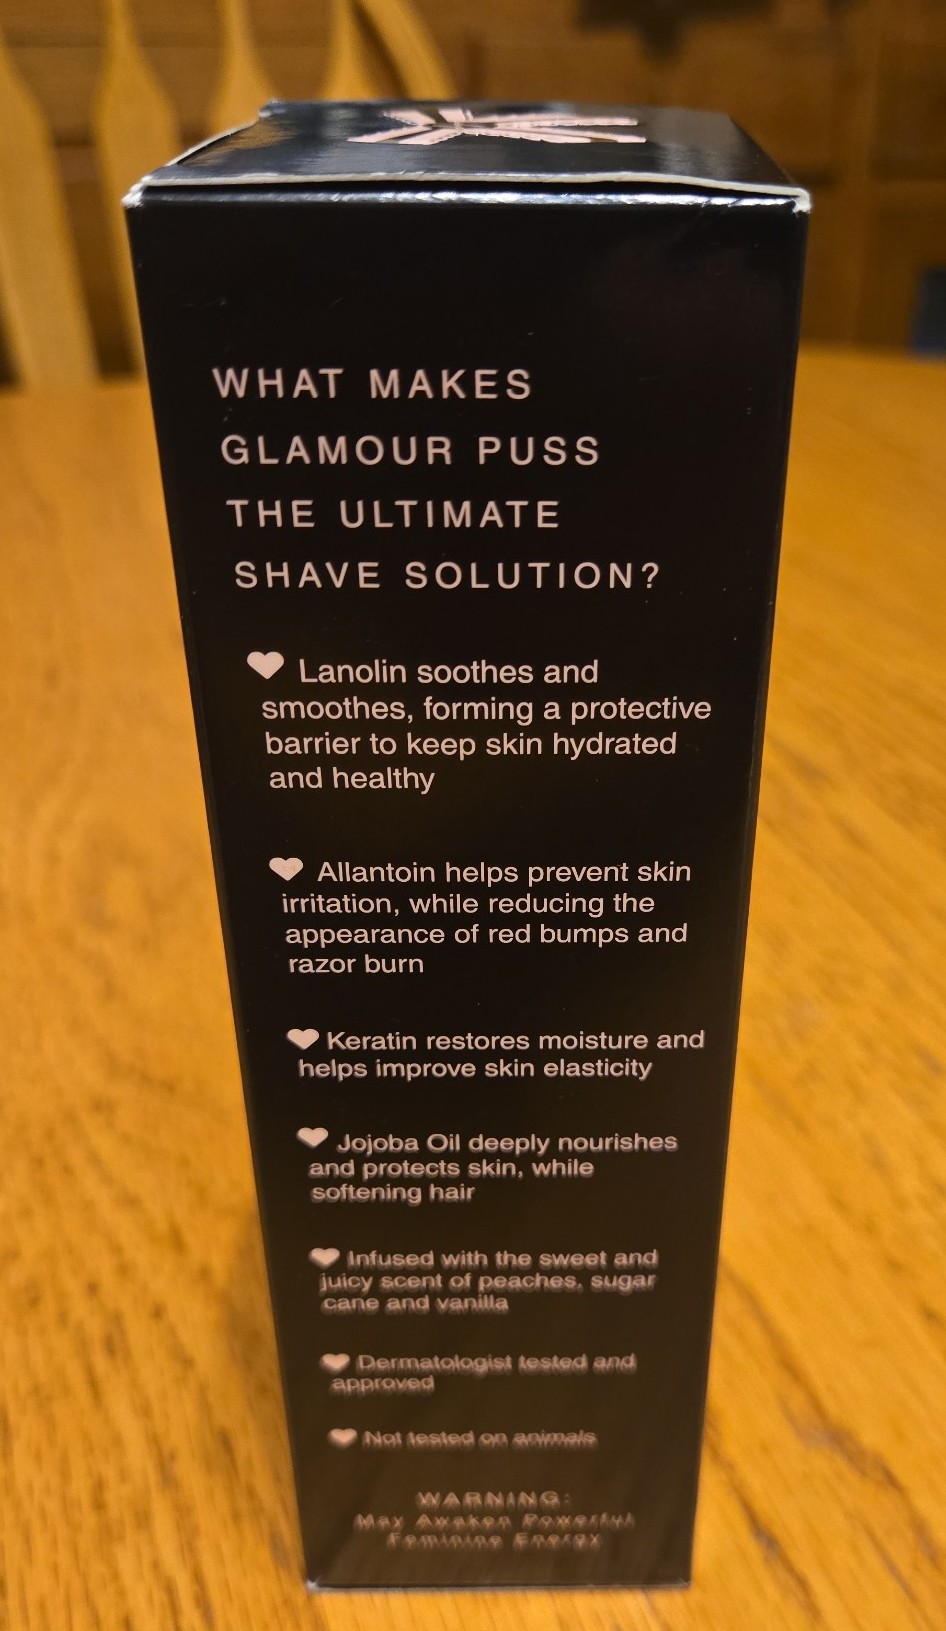 WHAT MAKES
GLAMOUR PUSS
THE ULTIMATE
SHAVE SOLUTION?
Lanolin soothes and
smoothes, forming a protective
barrier to keep skin hydrated
and healthy
Allantoin helps prevent skin
irritation, while reducing the
appearance of red bumps and
razor burn
Keratin restores moisture and
helps improve skin elasticity
Jojoba Oil deeply nourishes
and protects skin, while
softening hair
Infused with the sweet and
juicy scent of peaches, sugar
cane and vanilla
Dermatologist tested and
approved
Not tested on animals
WARNING:
May Awaken Powerful
Feminine Energy